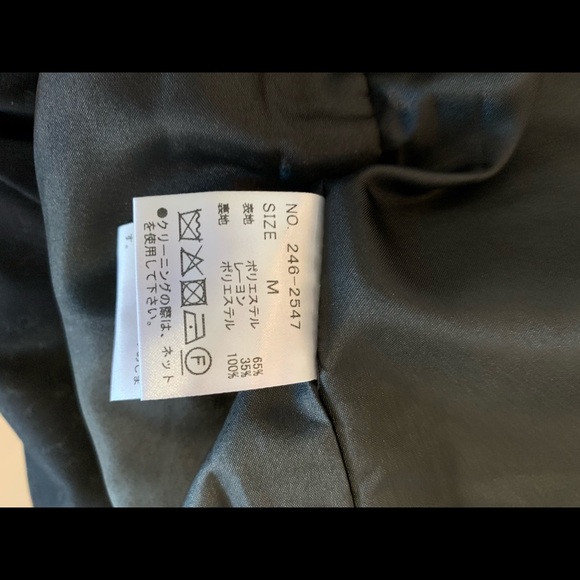 NO. 246-2547
SIZE M
表地 ポリエステル 65%
レーヨン 35%
裏地 ポリエステル 100%
F
●クリーニングの際は、ネット
を使用して下さい。
す。